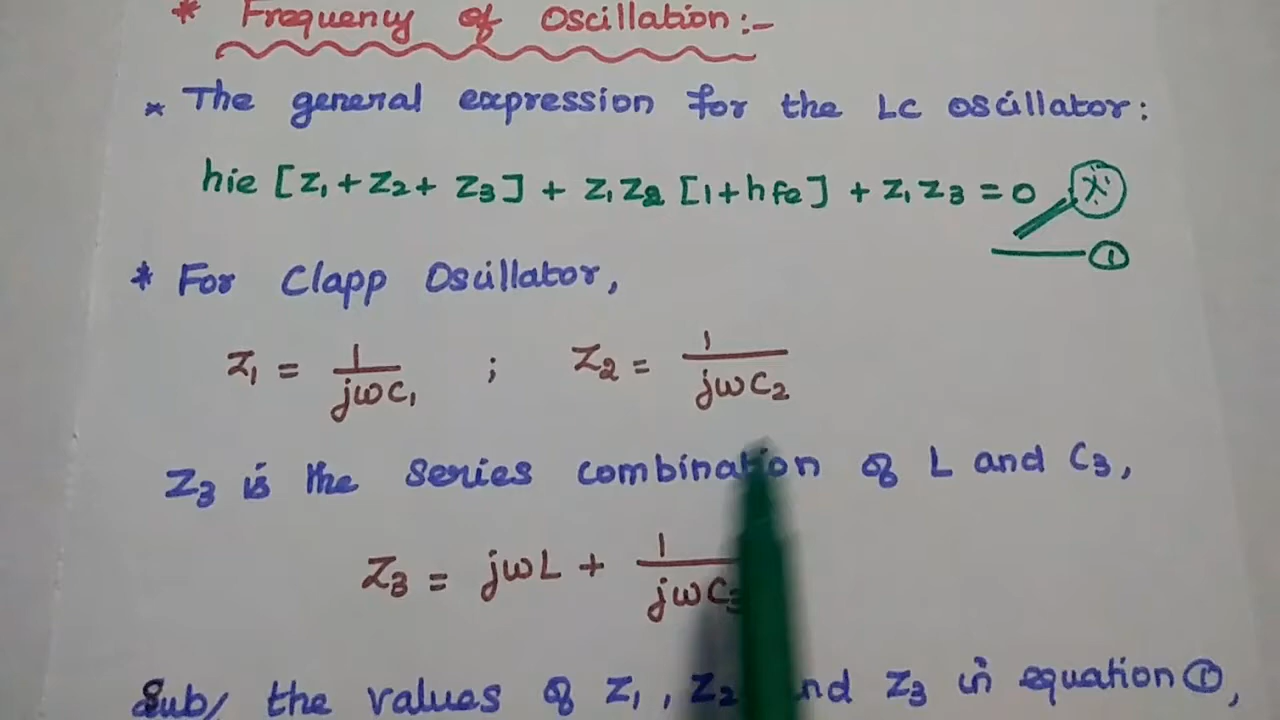 * Frequency of Oscillation:-
* The general expression for the LC oscillator:
hie [Z₁ + Z₂ + Z₃] + Z₁Z₂ [1+hfe] + Z₁Z₃ = 0
①
* For Clapp Oscillator,
Z₁ = 1/jωC₁ ; Z₂ = 1/jωC₂
Z₃ is the series combination of L and C₃,
Z₃ = jωL + 1/jωC₃
Sub/ the values of Z₁, Z₂ and Z₃ in equation ①,